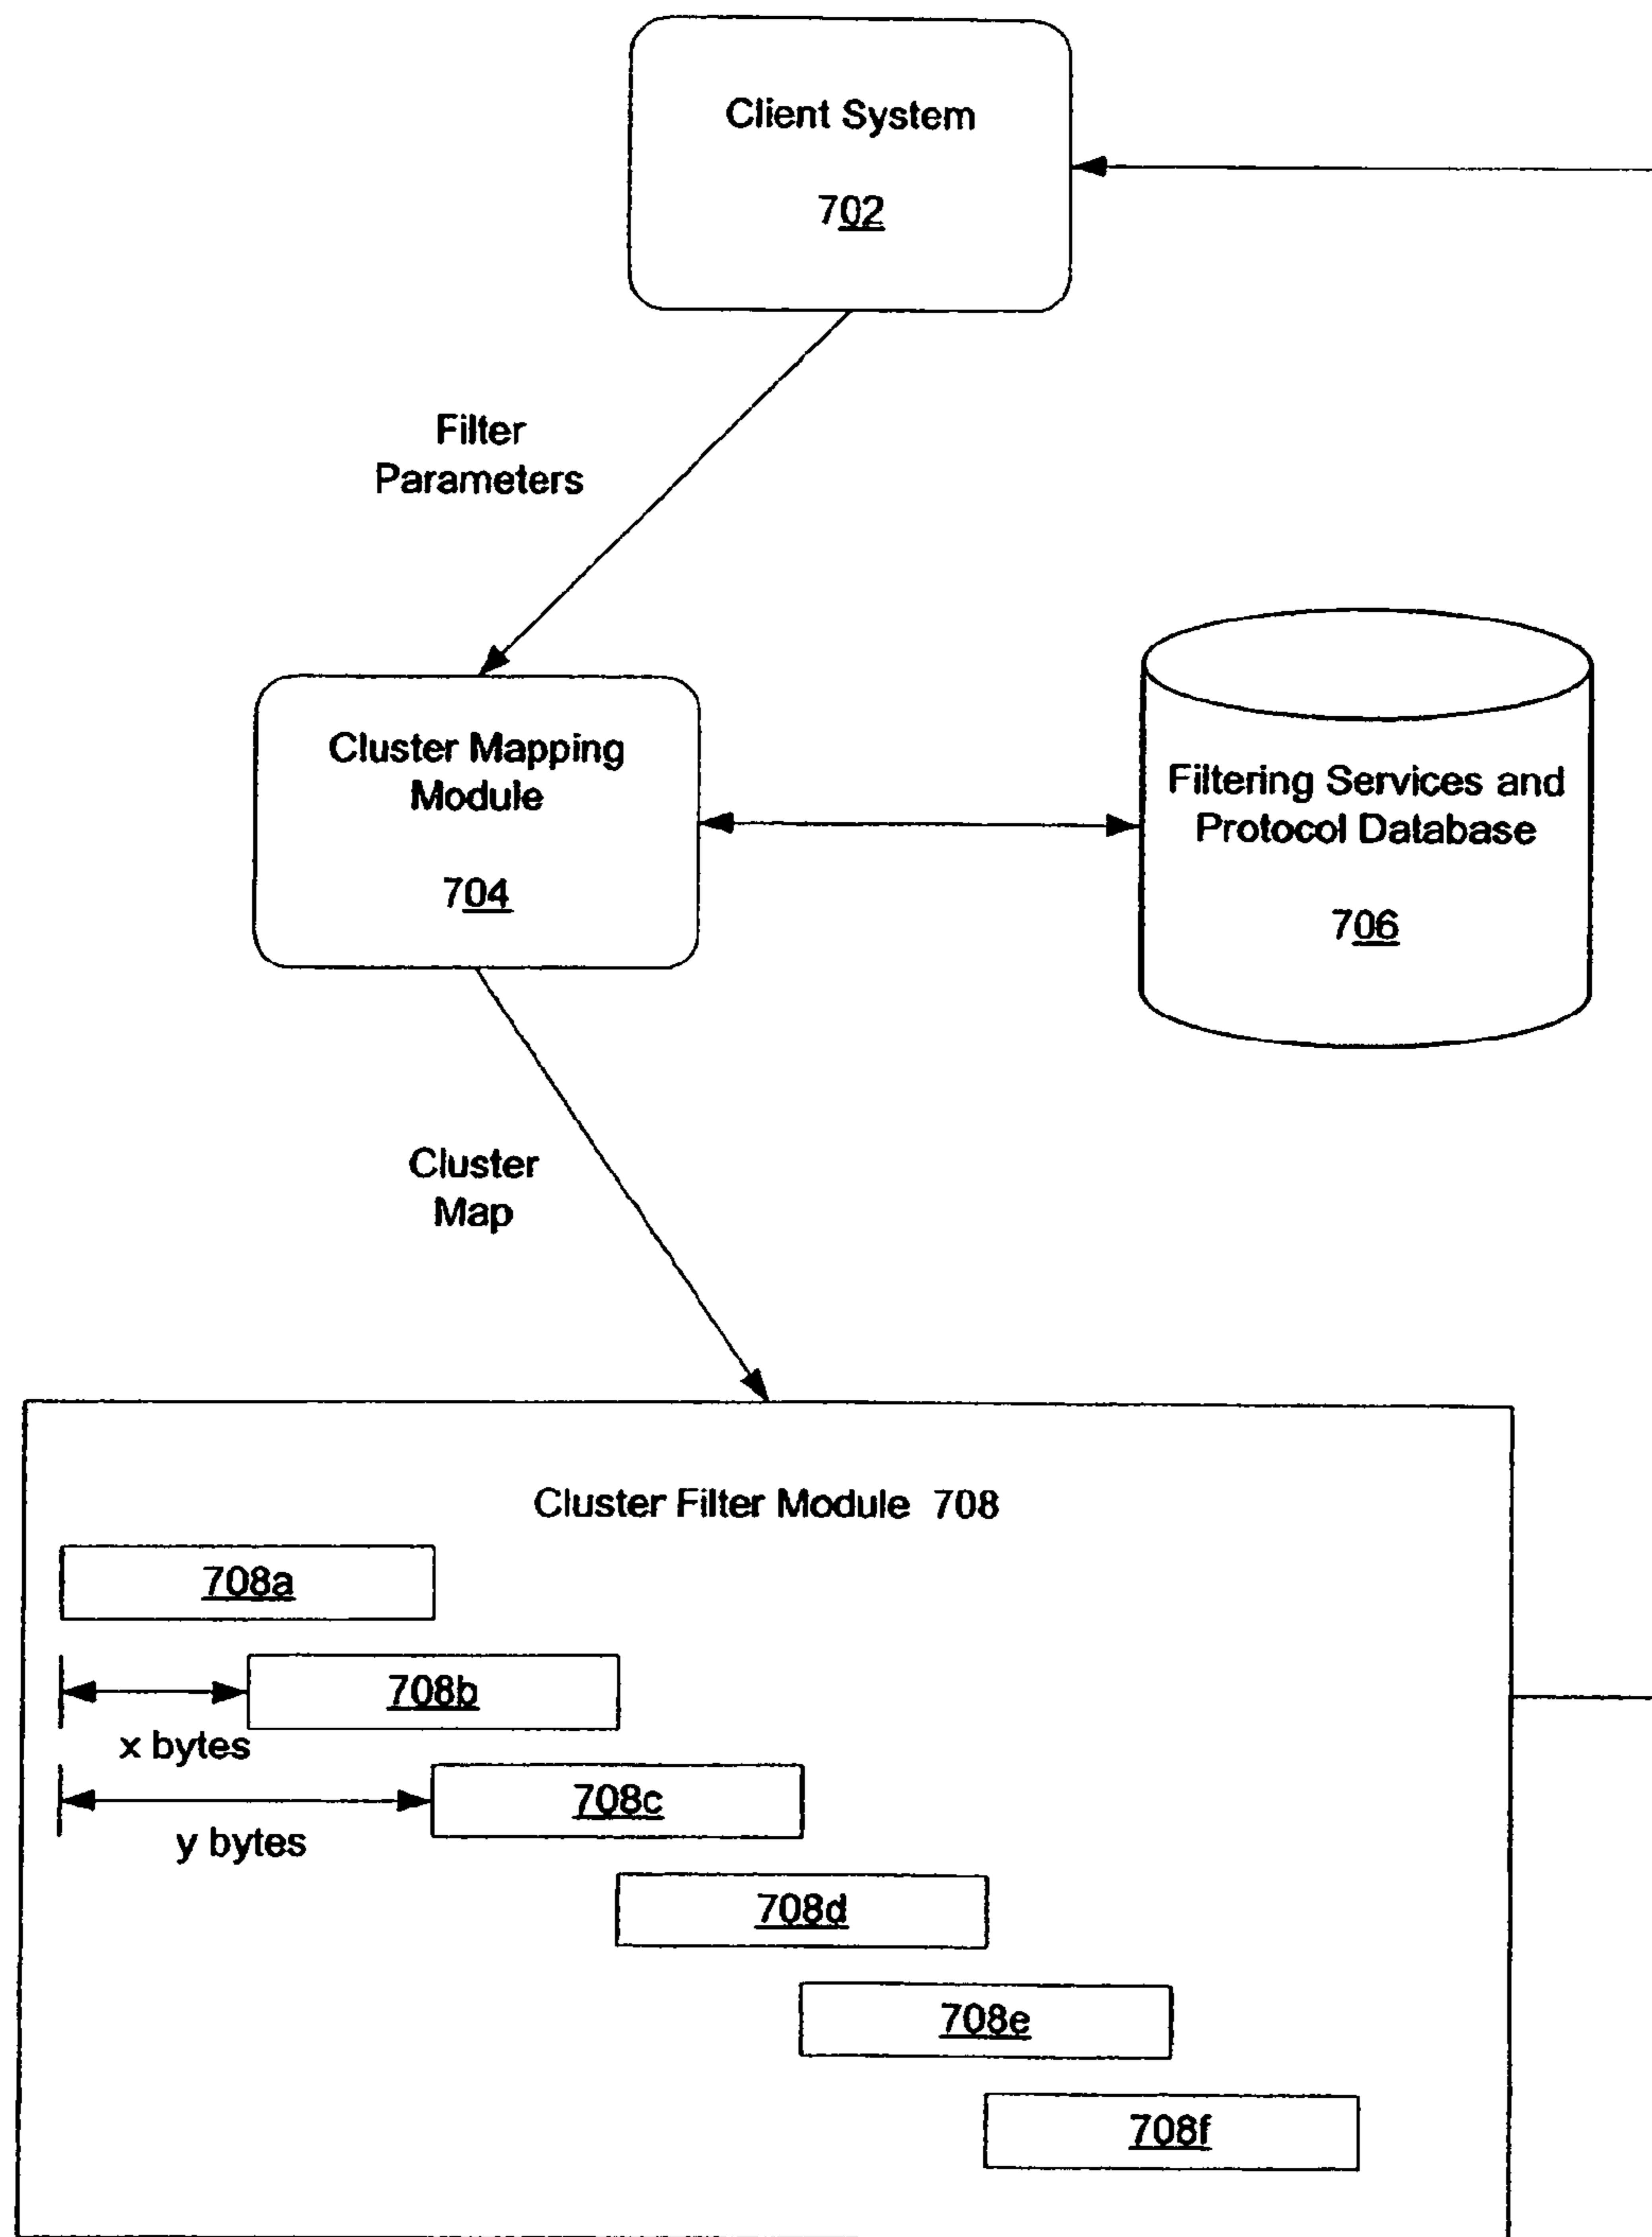 Client System
702
Filter
Parameters
Cluster Mapping
Module
704
Filtering Services and
Protocol Database
706
Cluster
Map
Cluster Filter Module 708
708a
708b
x bytes
708c
y bytes
708d
708e
708f